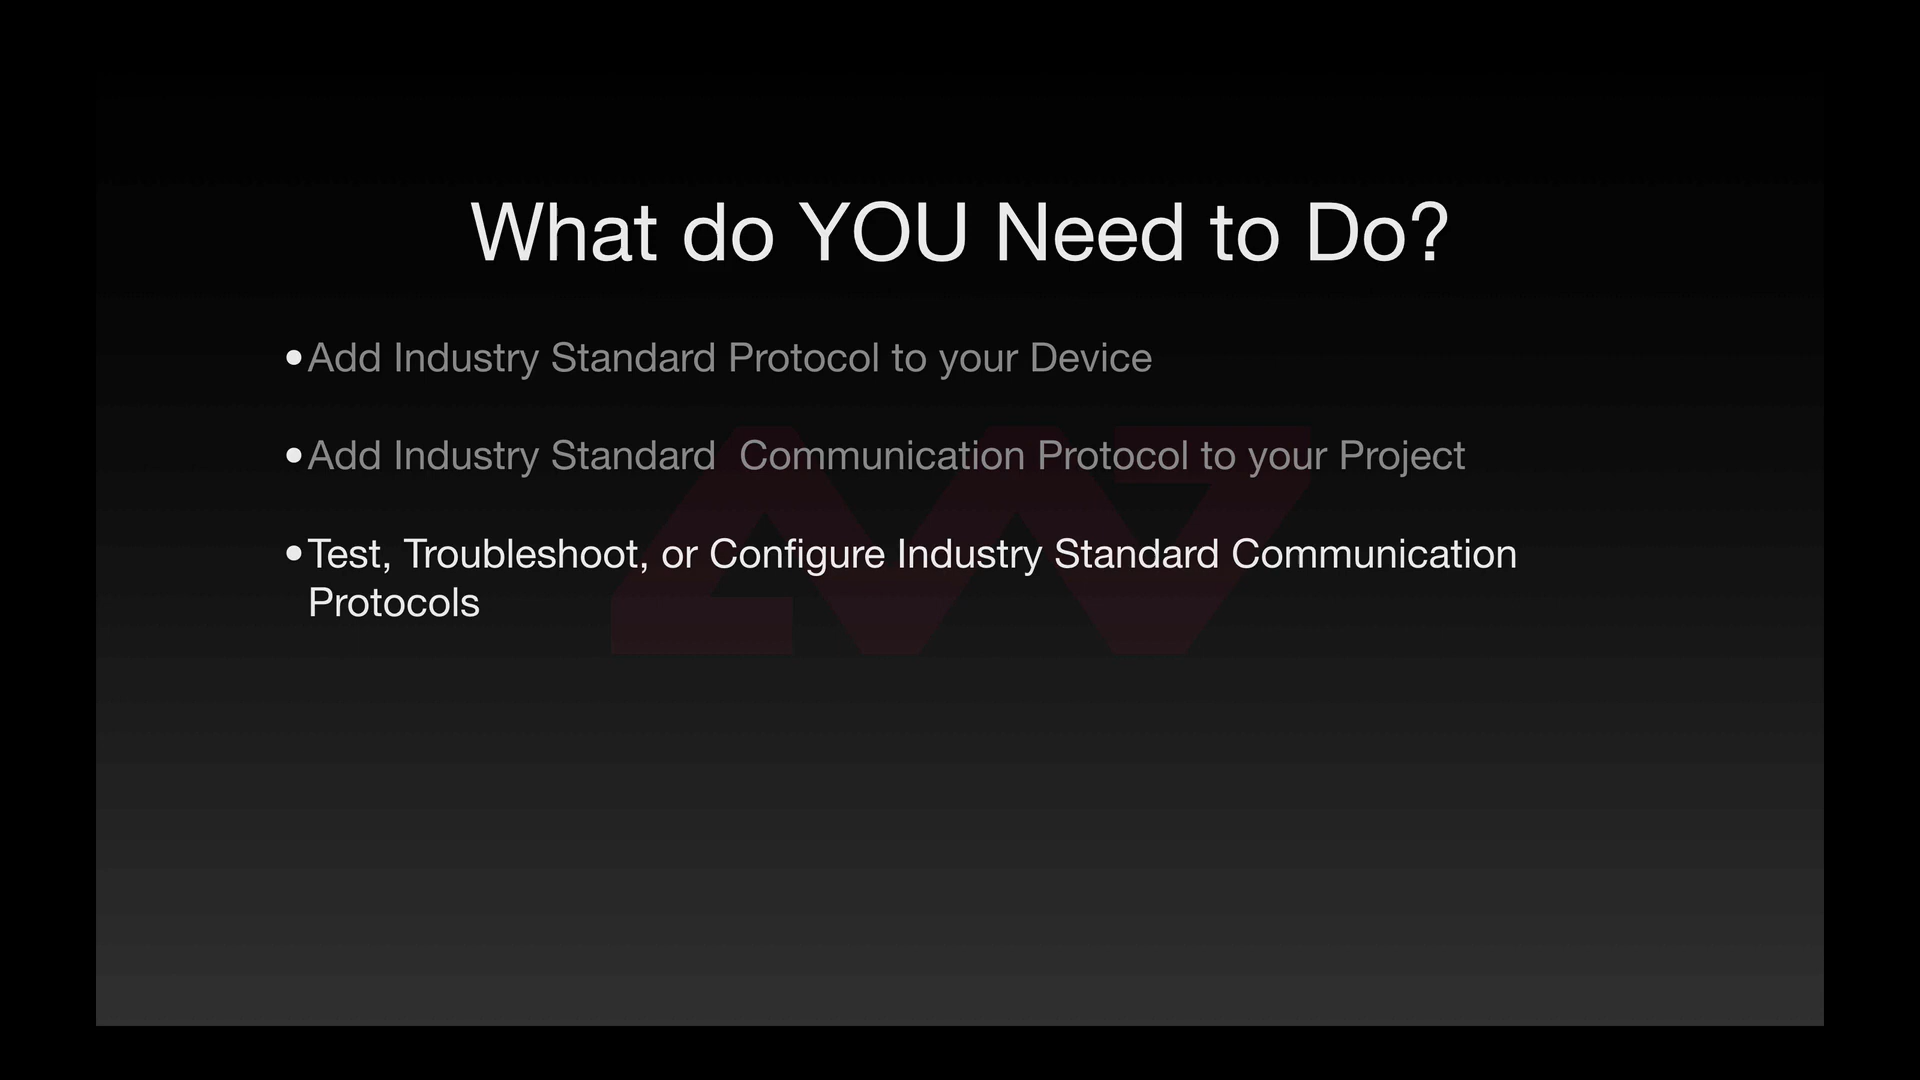 What do YOU Need to Do?
•Add Industry Standard Protocol to your Device
•Add Industry Standard  Communication Protocol to your Project
•Test, Troubleshoot, or Configure Industry Standard Communication
Protocols